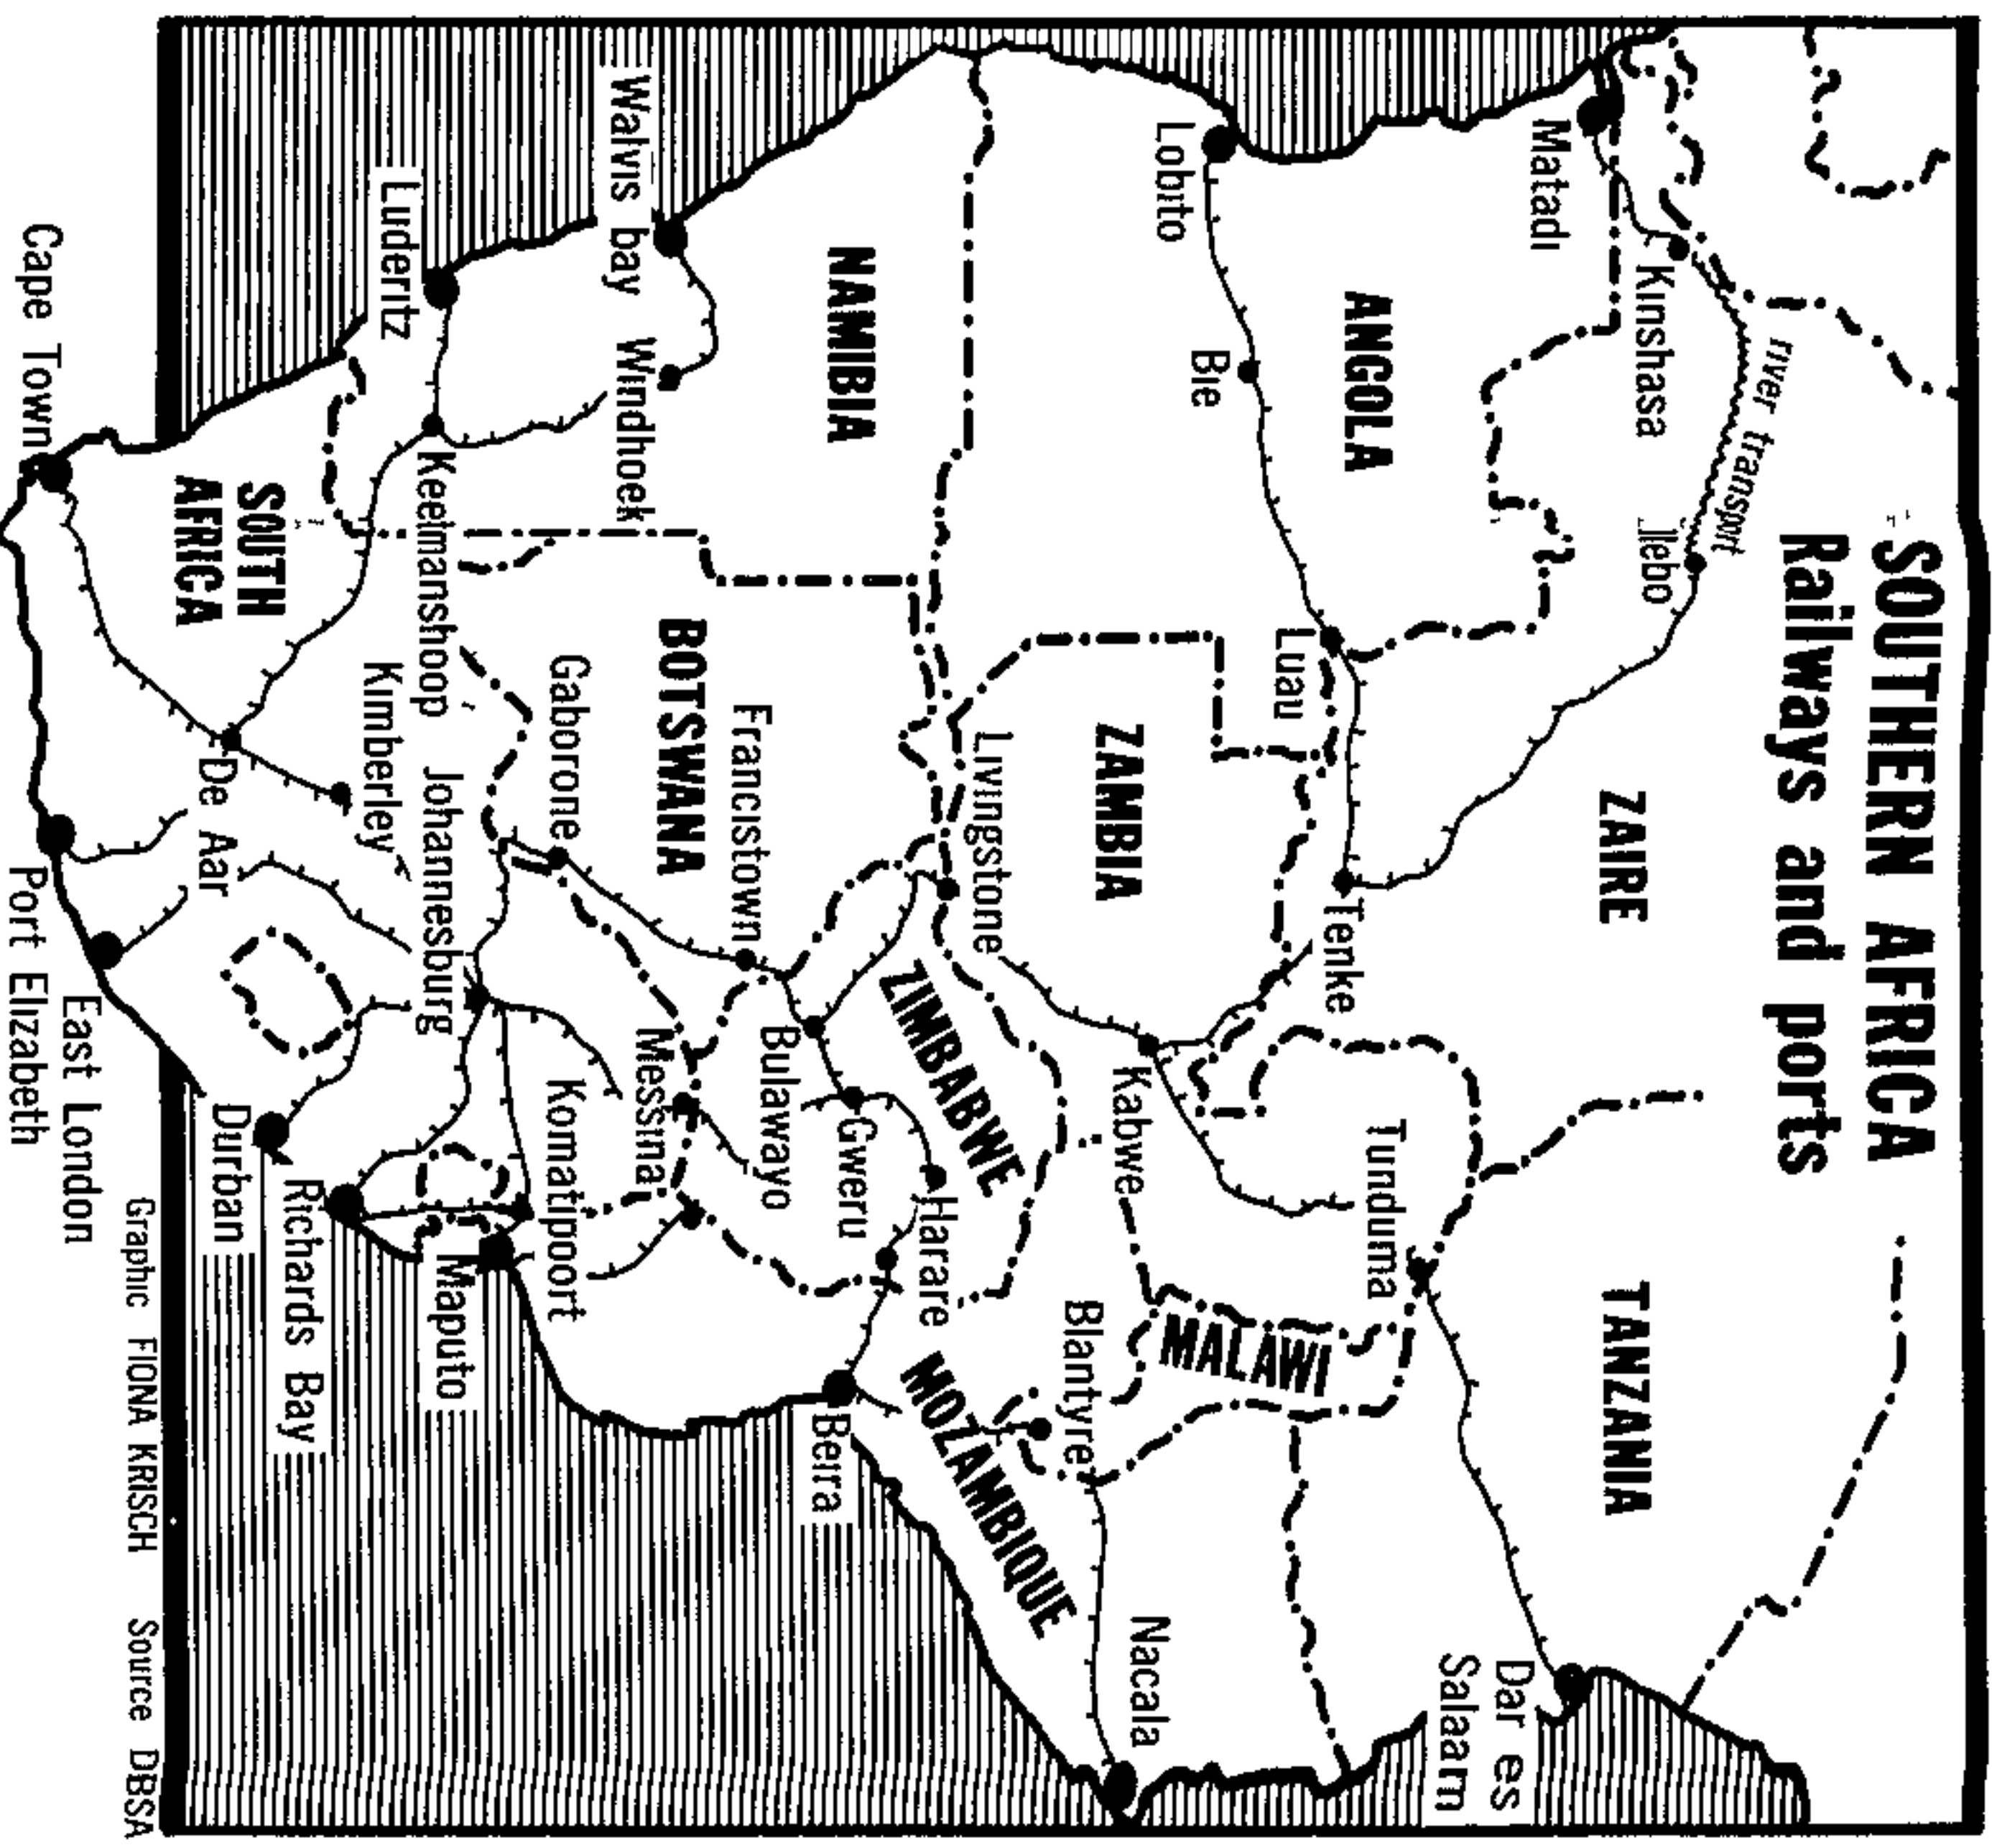 SOUTHERN AFRICA
Railways and ports
river transport
Matadi
Kinshasa
Ilebo
ZAIRE
TANZANIA
Dar es
Salaam
ANGOLA
Lobito
Bie
Luau
Tenke
Tunduma
ZAMBIA
Kabwe
MALAWI
Blantyre
Nacala
Livingstone
NAMIBIA
ZIMBABWE
Harare
MOZAMBIQUE
Gweru
Beira
Bulawayo
Francistown
BOTSWANA
Walvis bay
Windhoek
Messina
Gaborone
Komatipoort
Luderitz
Keetmanshoop
Johannesburg
Maputo
Kimberley
Richards Bay
SOUTH
AFRICA
De Aar
Durban
East London
Cape Town
Port Elizabeth
Graphic FIONA KRISCH Source DBSA